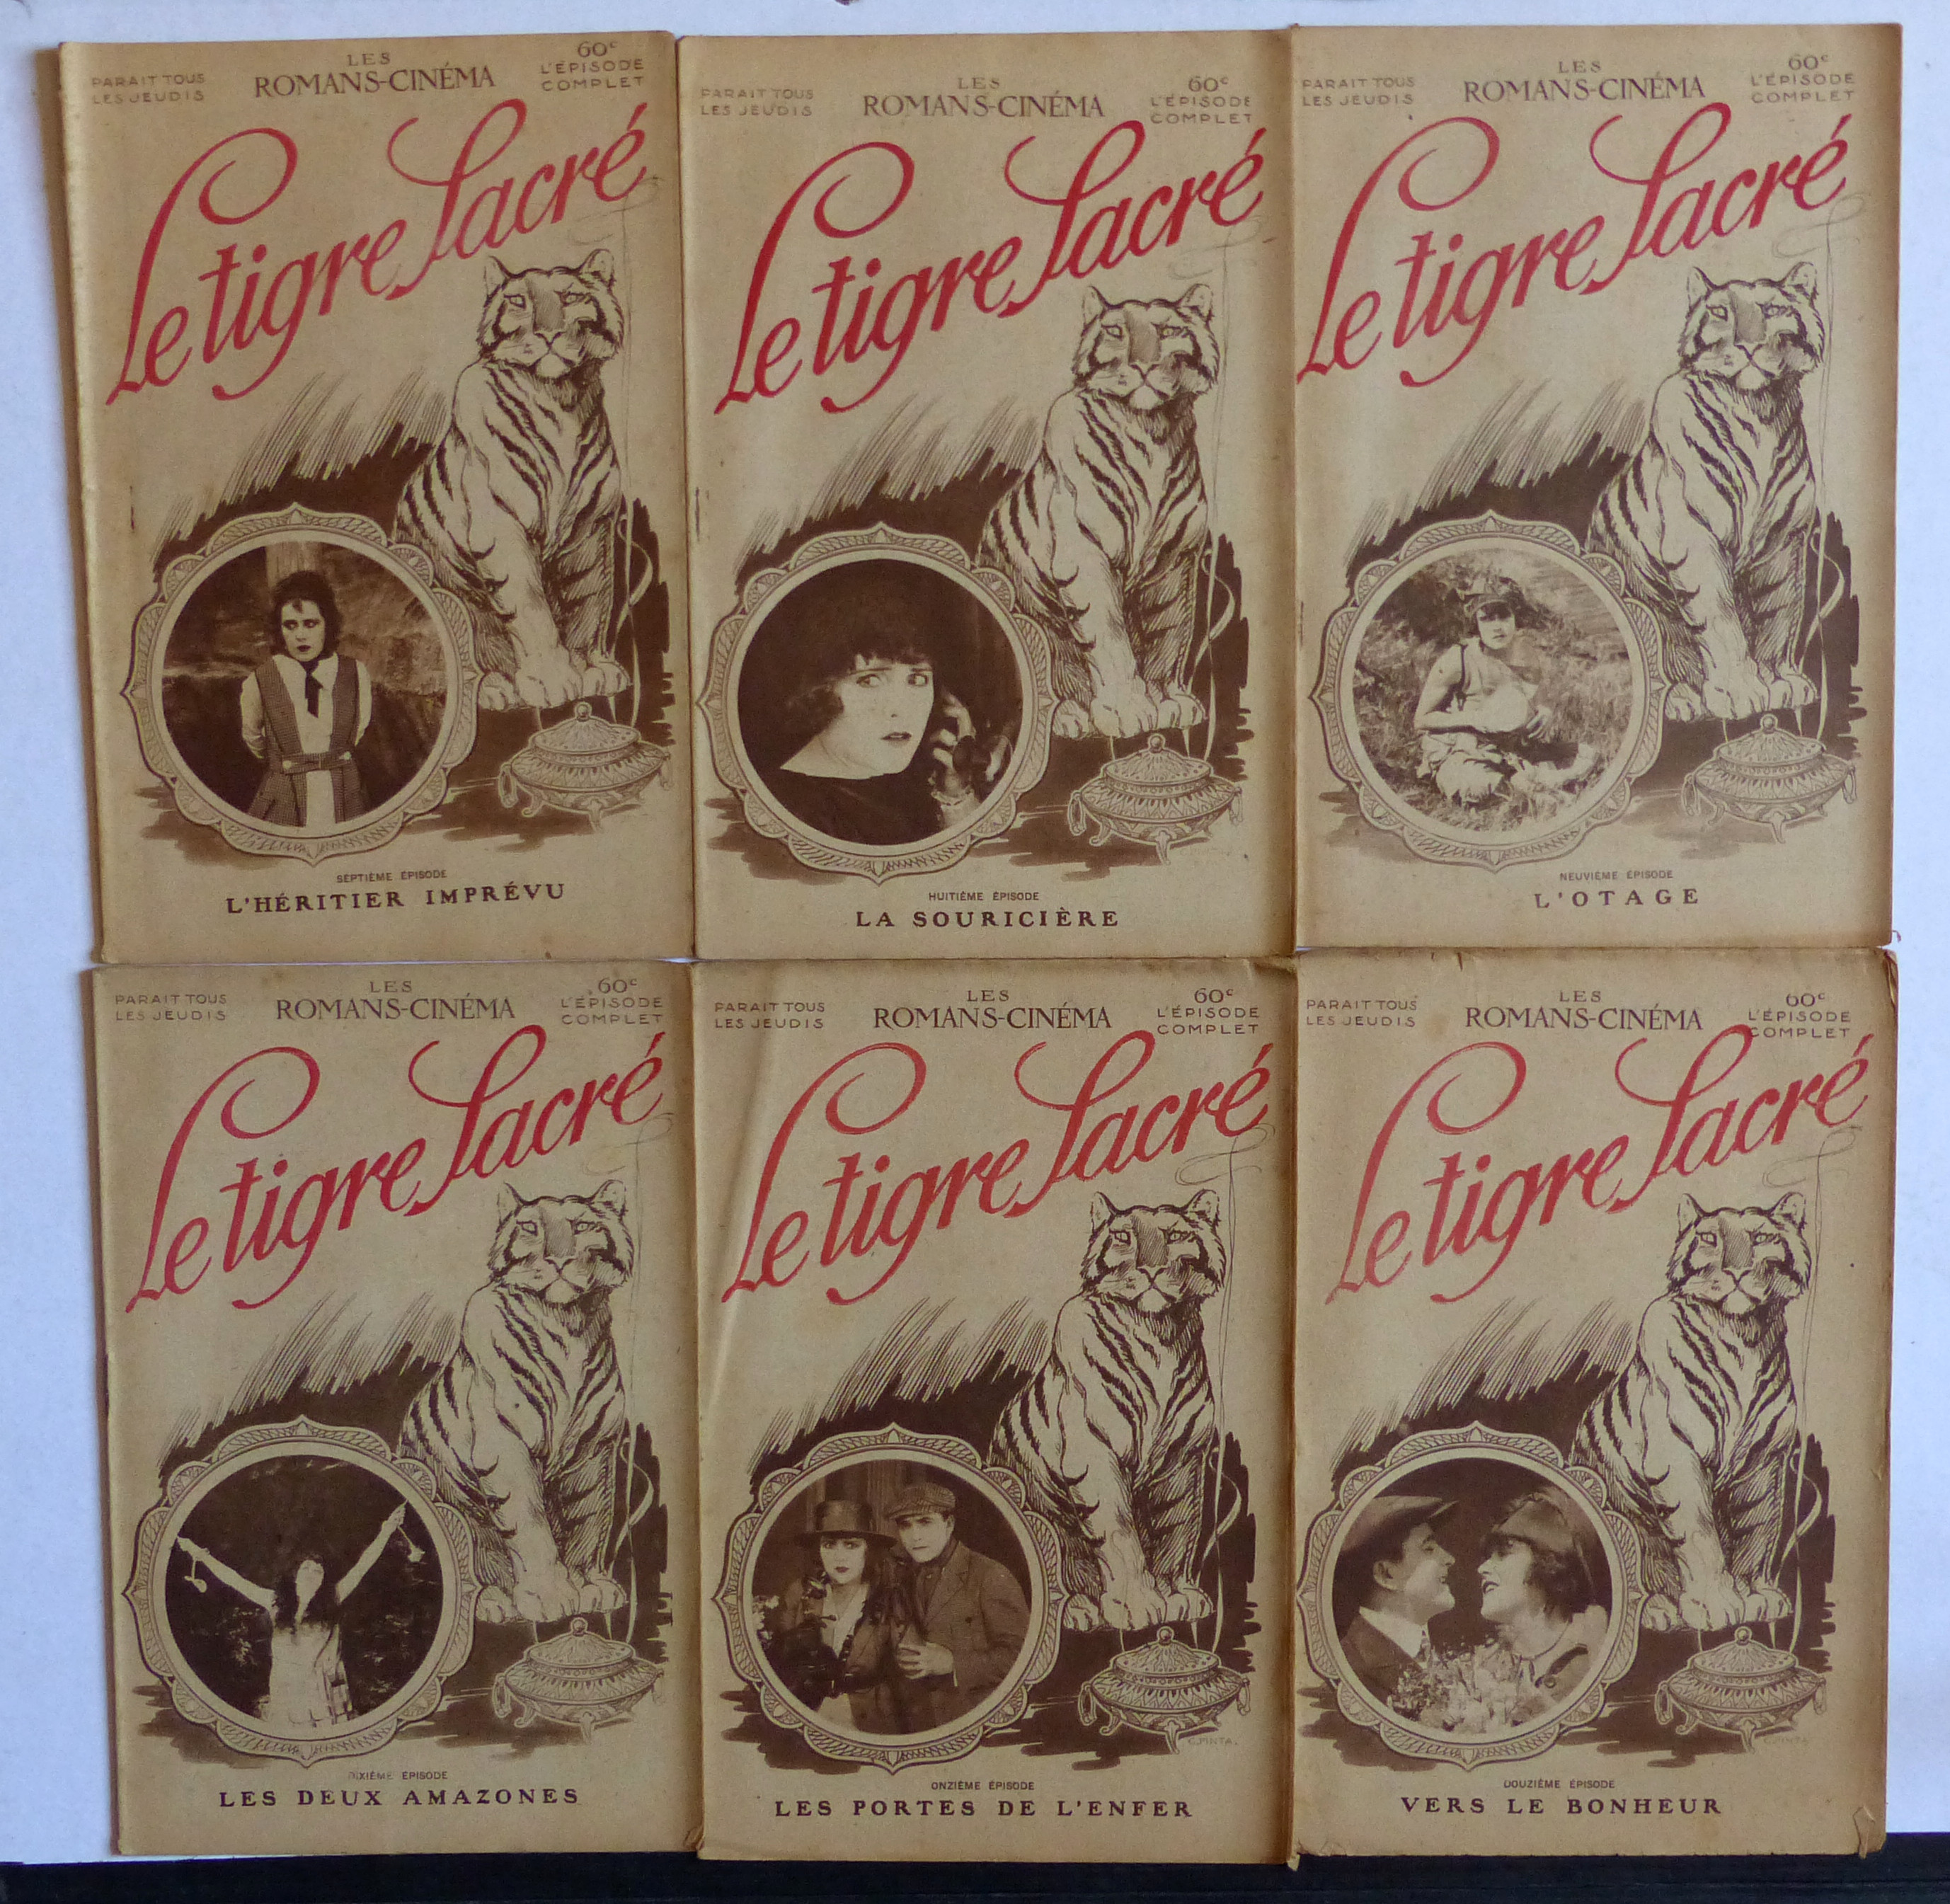 PARAIT TOUS
LES JEUDIS
LES
ROMANS-CINÉMA
60c
L'ÉPISODE
COMPLET
Le tigre Sacré
SEPTIÈME ÉPISODE
L'HÉRITIER IMPRÉVU
PARAIT TOUS
LES JEUDIS
LES
ROMANS-CINÉMA
60c
L'ÉPISODE
COMPLET
Le tigre Sacré
HUITIÈME ÉPISODE
LA SOURICIÈRE
PARAIT TOUS
LES JEUDIS
LES
ROMANS-CINÉMA
60c
L'ÉPISODE
COMPLET
Le tigre Sacré
NEUVIÈME ÉPISODE
L'OTAGE
PARAIT TOUS
LES JEUDIS
LES
ROMANS-CINÉMA
60c
L'ÉPISODE
COMPLET
Le tigre Sacré
DIXIÈME ÉPISODE
LES DEUX AMAZONES
PARAIT TOUS
LES JEUDIS
LES
ROMANS-CINÉMA
60c
L'ÉPISODE
COMPLET
Le tigre Sacré
C.PINTA.
ONZIÈME ÉPISODE
LES PORTES DE L'ENFER
PARAIT TOUS
LES JEUDIS
LES
ROMANS-CINÉMA
60c
L'ÉPISODE
COMPLET
Le tigre Sacré
DOUZIÈME ÉPISODE
VERS LE BONHEUR